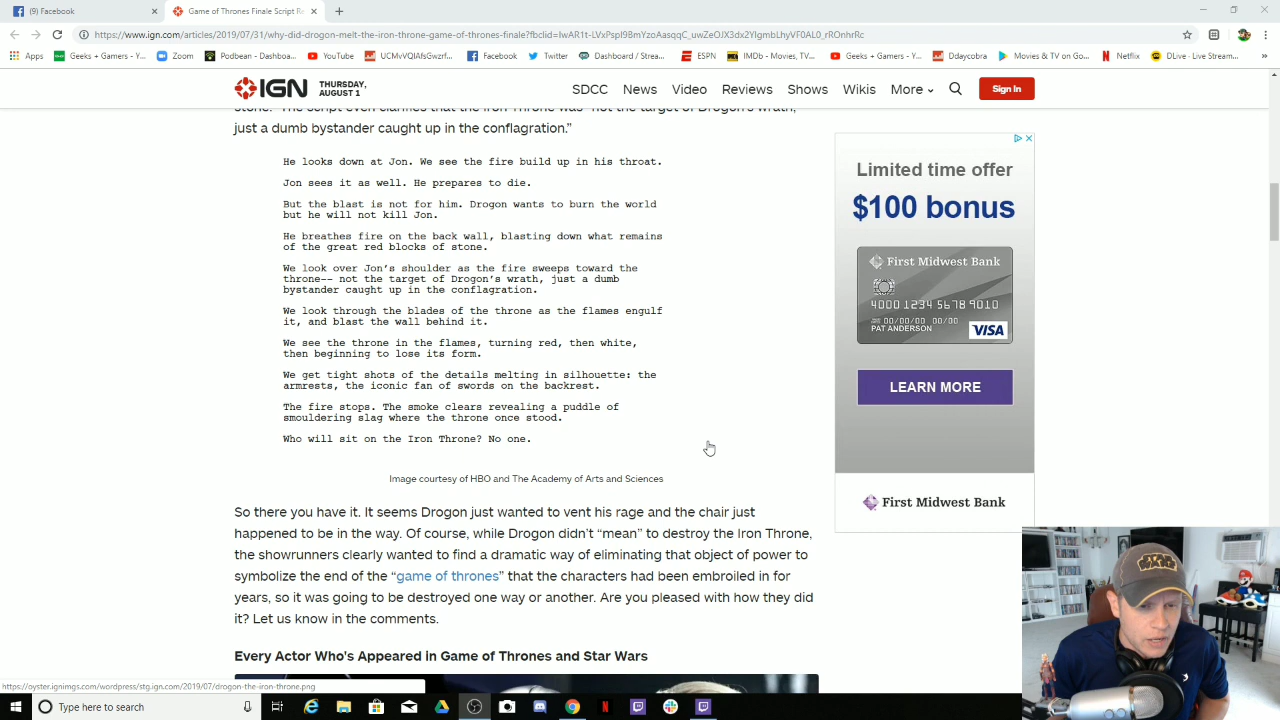 (9) Facebook
Game of Thrones Finale Script Re
https://www.ign.com/articles/2019/07/31/why-did-drogon-melt-the-iron-throne-game-of-thrones-finale?fbclid=IwAR1t-LVxPspI98mYzoAasqqC_uwZeOJX3dx2YIgmbLhyVF0AL0_rROnhrRc
Apps Geeks + Gamers - Y... Zoom Podbean - Dashboar... YouTube UCMvVQIAfsGwzrf... Facebook Twitter Dashboard / Strea... ESPN IMDb - Movies, TV... Geeks + Gamers - Y... Ddaycobra Movies & TV on Go... Netflix DLive - Live Stream...
IGN
THURSDAY,
AUGUST 1
SDCC News Video Reviews Shows Wikis More Sign In
stone." The script even clarifies that the Iron Throne was "not the target of Drogon's wrath,
just a dumb bystander caught up in the conflagration."
He looks down at Jon. We see the fire build up in his throat.
Jon sees it as well. He prepares to die.
But the blast is not for him. Drogon wants to burn the world
but he will not kill Jon.
He breathes fire on the back wall, blasting down what remains
of the great red blocks of stone.
We look over Jon's shoulder as the fire sweeps toward the
throne-- not the target of Drogon's wrath, just a dumb
bystander caught up in the conflagration.
We look through the blades of the throne as the flames engulf
it, and blast the wall behind it.
We see the throne in the flames, turning red, then white,
then beginning to lose its form.
We get tight shots of the details melting in silhouette: the
armrests, the iconic fan of swords on the backrest.
The fire stops. The smoke clears revealing a puddle of
smouldering slag where the throne once stood.
Who will sit on the Iron Throne? No one.
Image courtesy of HBO and The Academy of Arts and Sciences
So there you have it. It seems Drogon just wanted to vent his rage and the chair just
happened to be in the way. Of course, while Drogon didn't "mean" to destroy the Iron Throne,
the showrunners clearly wanted to find a dramatic way of eliminating that object of power to
symbolize the end of the "game of thrones" that the characters had been embroiled in for
years, so it was going to be destroyed one way or another. Are you pleased with how they did
it? Let us know in the comments.
Every Actor Who's Appeared in Game of Thrones and Star Wars
Limited time offer
$100 bonus
First Midwest Bank
4000 1234 5678 9010
00/00/00 00/00
PAT ANDERSON
VISA
LEARN MORE
First Midwest Bank
https://oyster.ignimgs.com/wordpress/stg.ign.com/2019/07/drogon-the-iron-throne.png
Type here to search